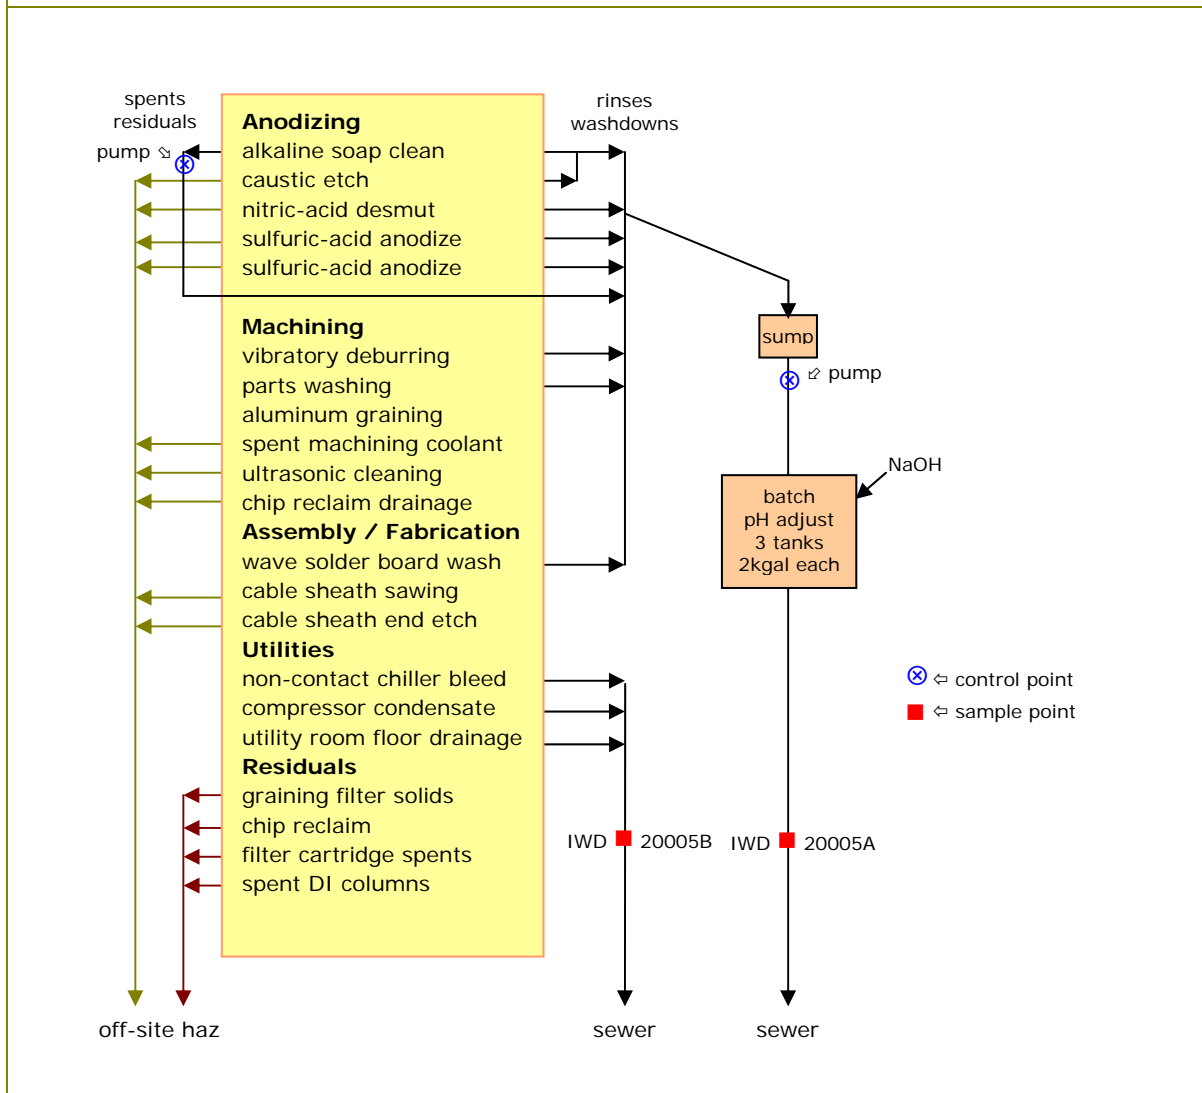 spents
residuals
pump
rinses
washdowns
Anodizing
alkaline soap clean
caustic etch
nitric-acid desmut
sulfuric-acid anodize
sulfuric-acid anodize
Machining
vibratory deburring
parts washing
aluminum graining
spent machining coolant
ultrasonic cleaning
chip reclaim drainage
Assembly / Fabrication
wave solder board wash
cable sheath sawing
cable sheath end etch
Utilities
non-contact chiller bleed
compressor condensate
utility room floor drainage
Residuals
graining filter solids
chip reclaim
filter cartridge spents
spent DI columns
sump
pump
NaOH
batch
pH adjust
3 tanks
2kgal each
control point
sample point
IWD 20005B
IWD 20005A
off-site haz
sewer
sewer